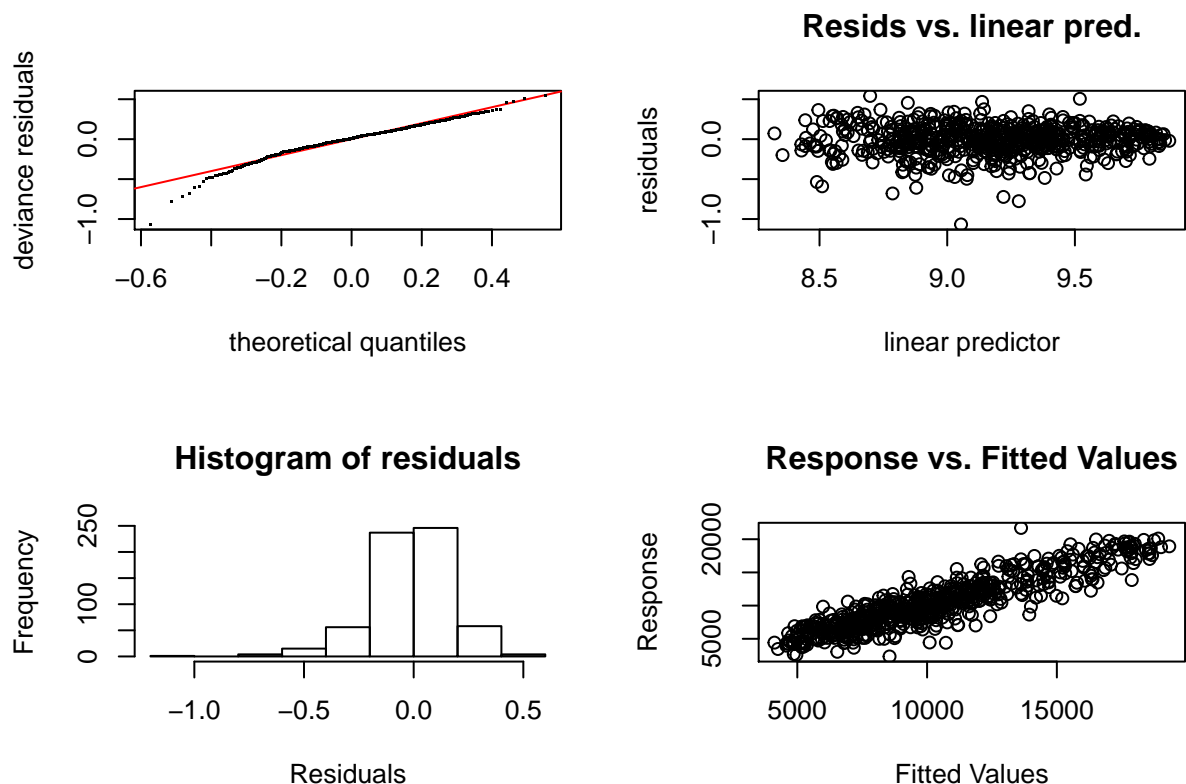 deviance residuals
0.0
−1.0
−0.6
−0.2
0.0
0.2
0.4
theoretical quantiles
Resids vs. linear pred.
residuals
0.0
−1.0
8.5
9.0
9.5
linear predictor
Histogram of residuals
Frequency
250
100
0
−1.0
−0.5
0.0
0.5
Residuals
Response vs. Fitted Values
Response
20000
5000
5000
10000
15000
Fitted Values